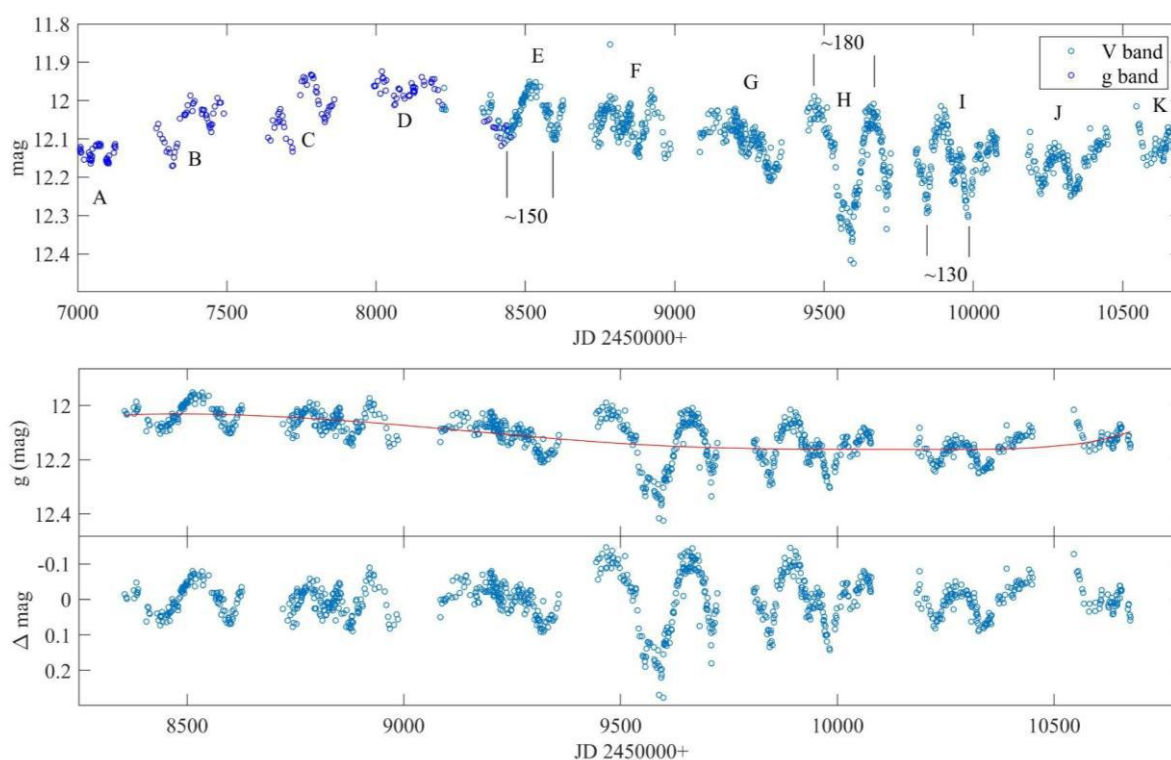 11.8
11.9
12
12.1
12.2
12.3
12.4
mag
A
B
C
D
E
F
G
H
I
J
K
~150
~180
~130
V band
g band
7000 7500 8000 8500 9000 9500 10000 10500
JD 2450000+
12
12.2
12.4
g (mag)
-0.1
0
0.1
0.2
Δ mag
8500 9000 9500 10000 10500
JD 2450000+